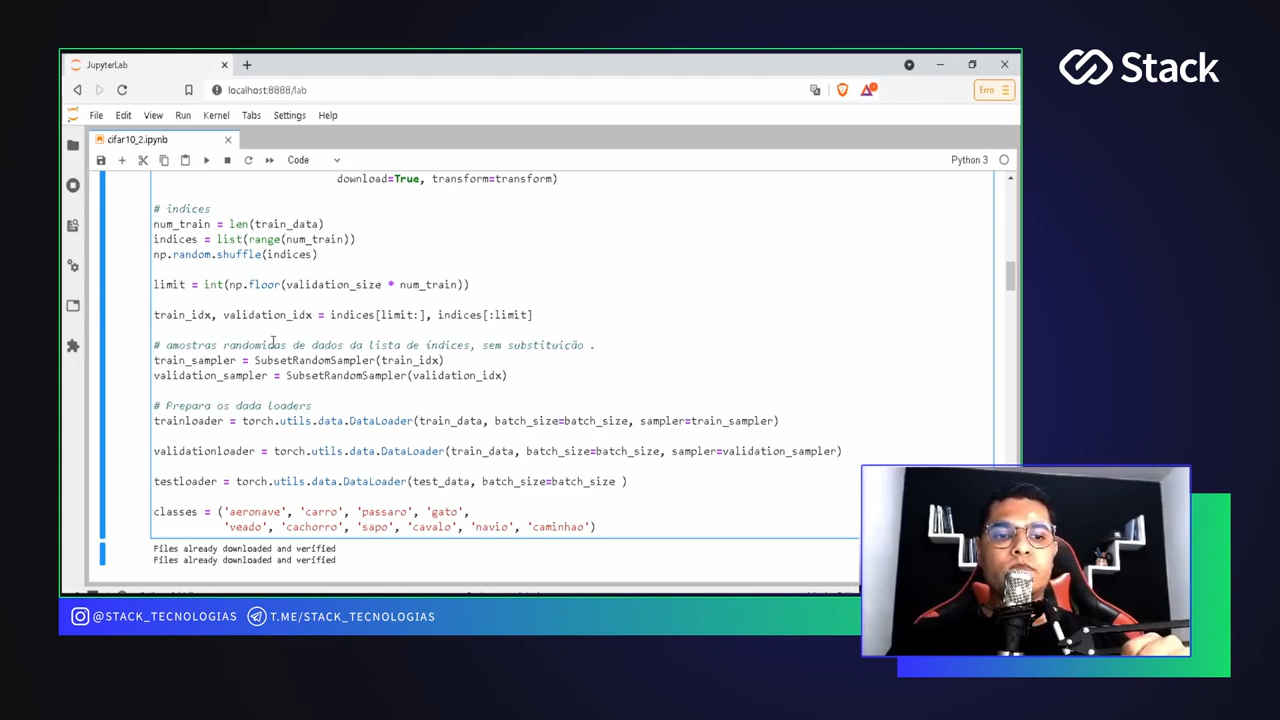 Stack
JupyterLab
localhost:8888/lab
Erro
File Edit View Run Kernel Tabs Settings Help
cifar10_2.ipynb
Code
Python 3
download=True, transform=transform)
# indices
num_train = len(train_data)
indices = list(range(num_train))
np.random.shuffle(indices)
limit = int(np.floor(validation_size * num_train))
train_idx, validation_idx = indices[limit:], indices[:limit]
# amostras randomicas de dados da lista de índices, sem substituição .
train_sampler = SubsetRandomSampler(train_idx)
validation_sampler = SubsetRandomSampler(validation_idx)
# Prepara os dada loaders
trainloader = torch.utils.data.DataLoader(train_data, batch_size=batch_size, sampler=train_sampler)
validationloader = torch.utils.data.DataLoader(train_data, batch_size=batch_size, sampler=validation_sampler)
testloader = torch.utils.data.DataLoader(test_data, batch_size=batch_size )
classes = ('aeronave', 'carro', 'passaro', 'gato',
'veado', 'cachorro', 'sapo', 'cavalo', 'navio', 'caminhao')
Files already downloaded and verified
Files already downloaded and verified
@STACK_TECNOLOGIAS T.ME/STACK_TECNOLOGIAS